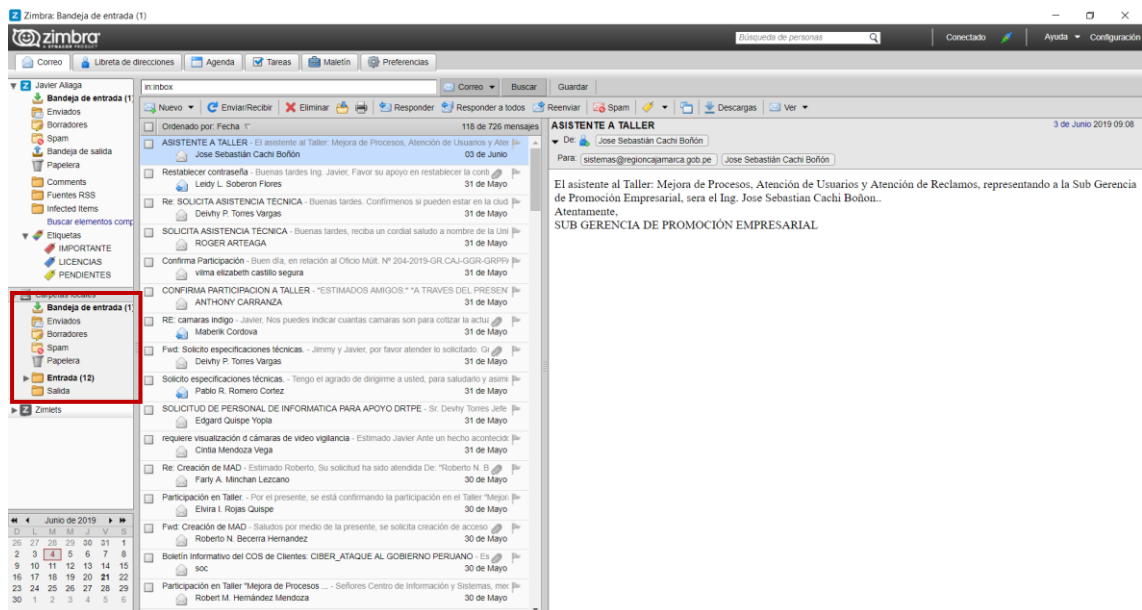 Zimbra: Bandeja de entrada (1)
zimbra
A SYNACOR PRODUCT
Búsqueda de personas
Conectado
Ayuda
Configuración
Correo
Libreta de direcciones
Agenda
Tareas
Maletín
Preferencias
Javier Aliaga
Bandeja de entrada (1)
Enviados
Borradores
Spam
Bandeja de salida
Papelera
Comments
Fuentes RSS
Infected Items
Buscar elementos comp
Etiquetas
IMPORTANTE
LICENCIAS
PENDIENTES
Carpetas locales
Bandeja de entrada (1)
Enviados
Borradores
Spam
Papelera
Entrada (12)
Salida
Zimlets
Junio de 2019
D L M M J V S
26 27 28 29 30 31 1
2 3 4 5 6 7 8
9 10 11 12 13 14 15
16 17 18 19 20 21 22
23 24 25 26 27 28 29
30 1 2 3 4 5 6
in:inbox
Correo
Buscar
Guardar
Nuevo
Enviar/Recibir
Eliminar
Responder
Responder a todos
Reenviar
Spam
Descargas
Ver
Ordenado por: Fecha
118 de 726 mensajes
ASISTENTE A TALLER - El asistente al Taller: Mejora de Procesos, Atención de Usuarios y Aten
Jose Sebastián Cachi Boñón 03 de Junio
Restablecer contraseña - Buenas tardes Ing. Javier, Favor su apoyo en restablecer la conti
Leidy L. Soberon Flores 31 de Mayo
Re: SOLICITA ASISTENCIA TÉCNICA - Buenas tardes. Confirmenos si pueden estar en la ciud
Deivhy P. Torres Vargas 31 de Mayo
SOLICITA ASISTENCIA TÉCNICA - Buenas tardes, reciba un cordial saludo a nombre de la Uni
ROGER ARTEAGA 31 de Mayo
Confirma Participación - Buen día, en relación al Oficio Múlt. Nº 204-2019-GR.CAJ-GGR-GRPP/
vilma elizabeth castillo segura 31 de Mayo
CONFIRMA PARTICIPACION A TALLER - "ESTIMADOS AMIGOS:" "A TRAVES DEL PRESEN
ANTHONY CARRANZA 31 de Mayo
RE: camaras indigo - Javier, Nos puedes indicar cuantas camaras son para cotizar la actua
Maberik Cordova 31 de Mayo
Fwd: Solicito especificaciones técnicas. - Jimmy y Javier, por favor atender lo solicitado. Gr
Deivhy P. Torres Vargas 31 de Mayo
Solicito especificaciones técnicas. - Tengo el agrado de dirigirme a usted, para saludarlo y asimi
Pablo R. Romero Cortez 31 de Mayo
SOLICITUD DE PERSONAL DE INFORMATICA PARA APOYO DRTPE - Sr. Devhy Torres Jefe
Edgard Quispe Yopla 31 de Mayo
requiere visualización d cámaras de video vigilancia - Estimado Javier Ante un hecho acontecido
Cintia Mendoza Vega 31 de Mayo
Re: Creación de MAD - Estimado Roberto, Su solicitud ha sido atendida De: "Roberto N. B
Farly A. Minchan Lezcano 30 de Mayo
Participación en Taller. - Por el presente, se está confirmando la participación en el Taller "Mejor
Elvira I. Rojas Quispe 30 de Mayo
Fwd: Creación de MAD - Saludos por medio de la presente, se solicita creación de acceso
Roberto N. Becerra Hernandez 30 de Mayo
Boletín Informativo del COS de Clientes: CIBER_ATAQUE AL GOBIERNO PERUANO - Es
soc 30 de Mayo
Participación en Taller "Mejora de Procesos ... - Señores Centro de Información y Sistemas, med
Robert M. Hernández Mendoza 30 de Mayo
ASISTENTE A TALLER
3 de Junio 2019 09:08
De: Jose Sebastián Cachi Boñón
Para: sistemas@regioncajamarca.gob.pe Jose Sebastián Cachi Boñón
El asistente al Taller: Mejora de Procesos, Atención de Usuarios y Atención de Reclamos, representando a la Sub Gerencia
de Promoción Empresarial, sera el Ing. Jose Sebastian Cachi Boñon..
Atentamente,
SUB GERENCIA DE PROMOCIÓN EMPRESARIAL